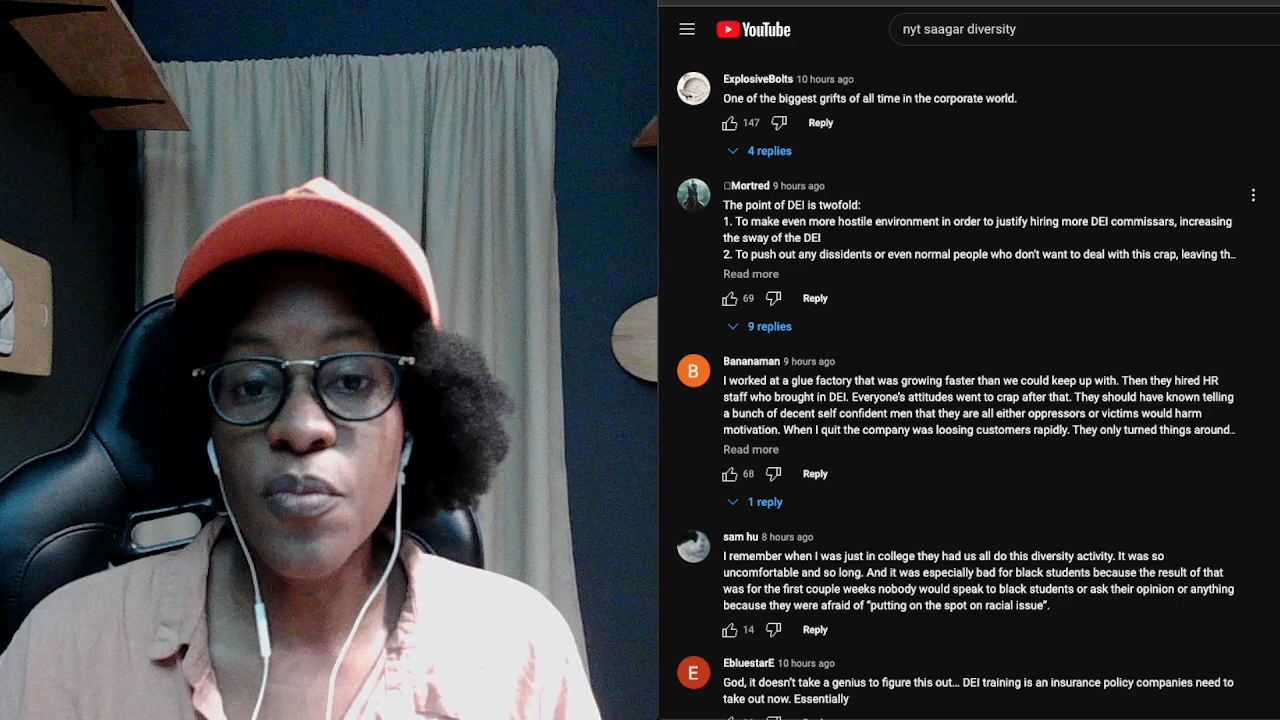 YouTube
nyt saagar diversity
ExplosiveBolts 10 hours ago
One of the biggest grifts of all time in the corporate world.
147 Reply
4 replies
Mortred 9 hours ago
The point of DEI is twofold:
1. To make even more hostile environment in order to justify hiring more DEI commissars, increasing
the sway of the DEI
2. To push out any dissidents or even normal people who don't want to deal with this crap, leaving th…
Read more
69 Reply
9 replies
B
Bananaman 9 hours ago
I worked at a glue factory that was growing faster than we could keep up with. Then they hired HR
staff who brought in DEI. Everyone's attitudes went to crap after that. They should have known telling
a bunch of decent self confident men that they are all either oppressors or victims would harm
motivation. When I quit the company was loosing customers rapidly. They only turned things around…
Read more
68 Reply
1 reply
sam hu 8 hours ago
I remember when I was just in college they had us all do this diversity activity. It was so
uncomfortable and so long. And it was especially bad for black students because the result of that
was for the first couple weeks nobody would speak to black students or ask their opinion or anything
because they were afraid of "putting on the spot on racial issue".
14 Reply
E
EbluestarE 10 hours ago
God, it doesn't take a genius to figure this out… DEI training is an insurance policy companies need to
take out now. Essentially